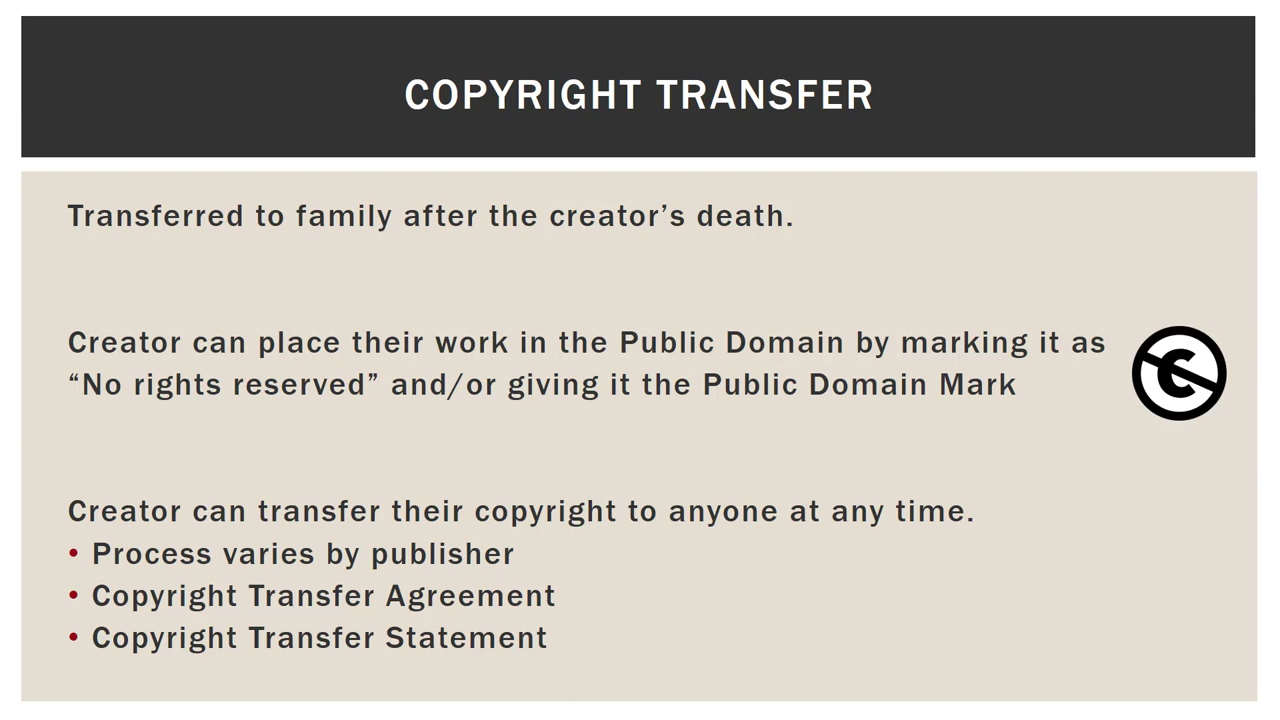 COPYRIGHT TRANSFER
Transferred to family after the creator’s death.
Creator can place their work in the Public Domain by marking it as
“No rights reserved” and/or giving it the Public Domain Mark
Creator can transfer their copyright to anyone at any time.
• Process varies by publisher
• Copyright Transfer Agreement
• Copyright Transfer Statement